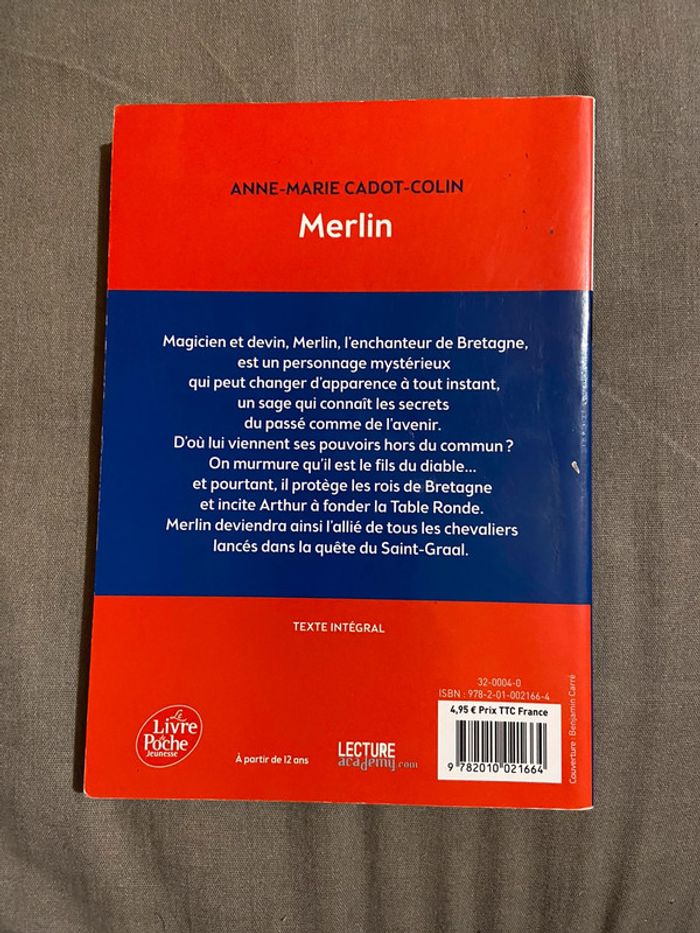 ANNE-MARIE CADOT-COLIN
Merlin
Magicien et devin, Merlin, l'enchanteur de Bretagne,
est un personnage mystérieux
qui peut changer d'apparence à tout instant,
un sage qui connaît les secrets
du passé comme de l'avenir.
D'où lui viennent ses pouvoirs hors du commun ?
On murmure qu'il est le fils du diable...
et pourtant, il protège les rois de Bretagne
et incite Arthur à fonder la Table Ronde.
Merlin deviendra ainsi l'allié de tous les chevaliers
lancés dans la quête du Saint-Graal.
TEXTE INTÉGRAL
Le
Livre
de
Poche
Jeunesse
À partir de 12 ans
LECTURE
academy.com
32-0004-0
ISBN : 978-2-01-002166-4
4,95 € Prix TTC France
9 782010 021664
Couverture : Benjamin Carré